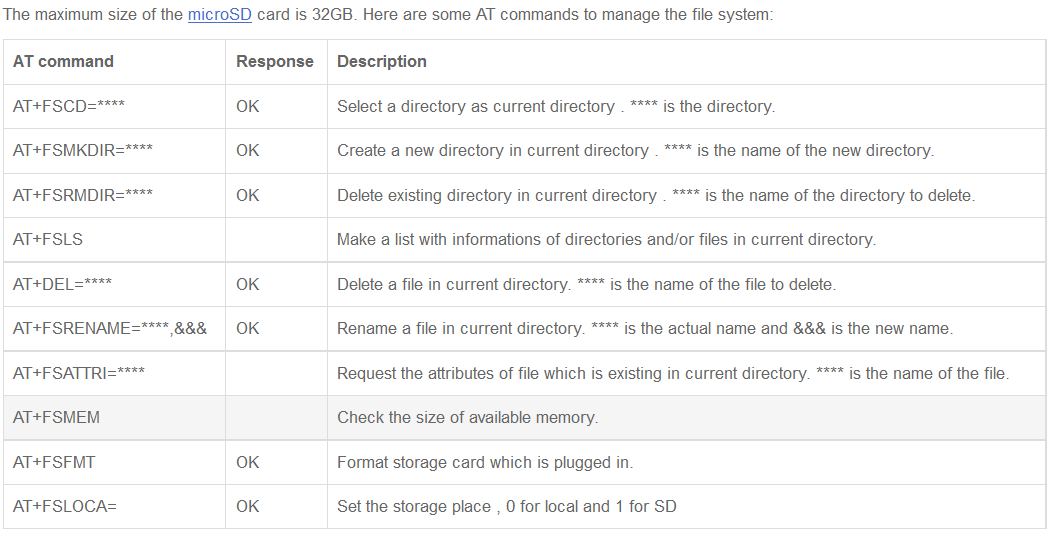 The maximum size of the microSD card is 32GB. Here are some AT commands to manage the file system:
AT command Response Description
AT+FSCD=**** OK Select a directory as current directory . **** is the directory.
AT+FSMKDIR=**** OK Create a new directory in current directory . **** is the name of the new directory.
AT+FSRMDIR=**** OK Delete existing directory in current directory . **** is the name of the directory to delete.
AT+FSLS Make a list with informations of directories and/or files in current directory.
AT+DEL=**** OK Delete a file in current directory. **** is the name of the file to delete.
AT+FSRENAME=****,&&& OK Rename a file in current directory. **** is the actual name and &&& is the new name.
AT+FSATTRI=**** Request the attributes of file which is existing in current directory. **** is the name of the file.
AT+FSMEM Check the size of available memory.
AT+FSFMT OK Format storage card which is plugged in.
AT+FSLOCA= OK Set the storage place , 0 for local and 1 for SD